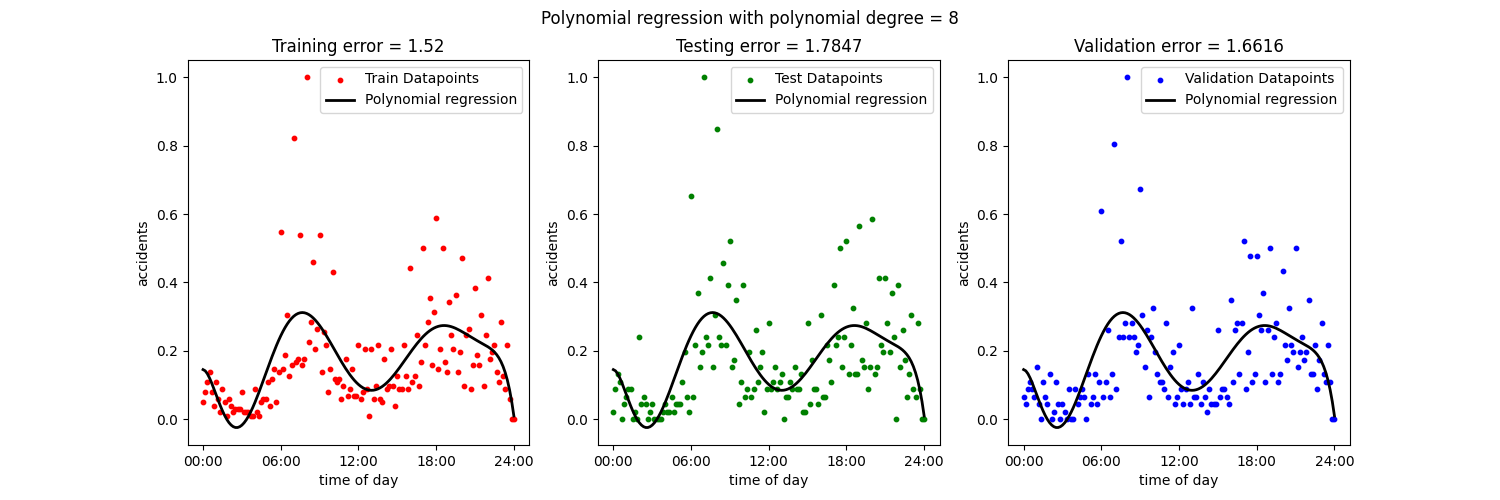 Polynomial regression with polynomial degree = 8
Training error = 1.52
Train Datapoints
Polynomial regression
1.0
0.8
0.6
0.4
0.2
0.0
accidents
00:00 06:00 12:00 18:00 24:00
time of day
Testing error = 1.7847
Test Datapoints
Polynomial regression
1.0
0.8
0.6
0.4
0.2
0.0
accidents
00:00 06:00 12:00 18:00 24:00
time of day
Validation error = 1.6616
Validation Datapoints
Polynomial regression
1.0
0.8
0.6
0.4
0.2
0.0
accidents
00:00 06:00 12:00 18:00 24:00
time of day